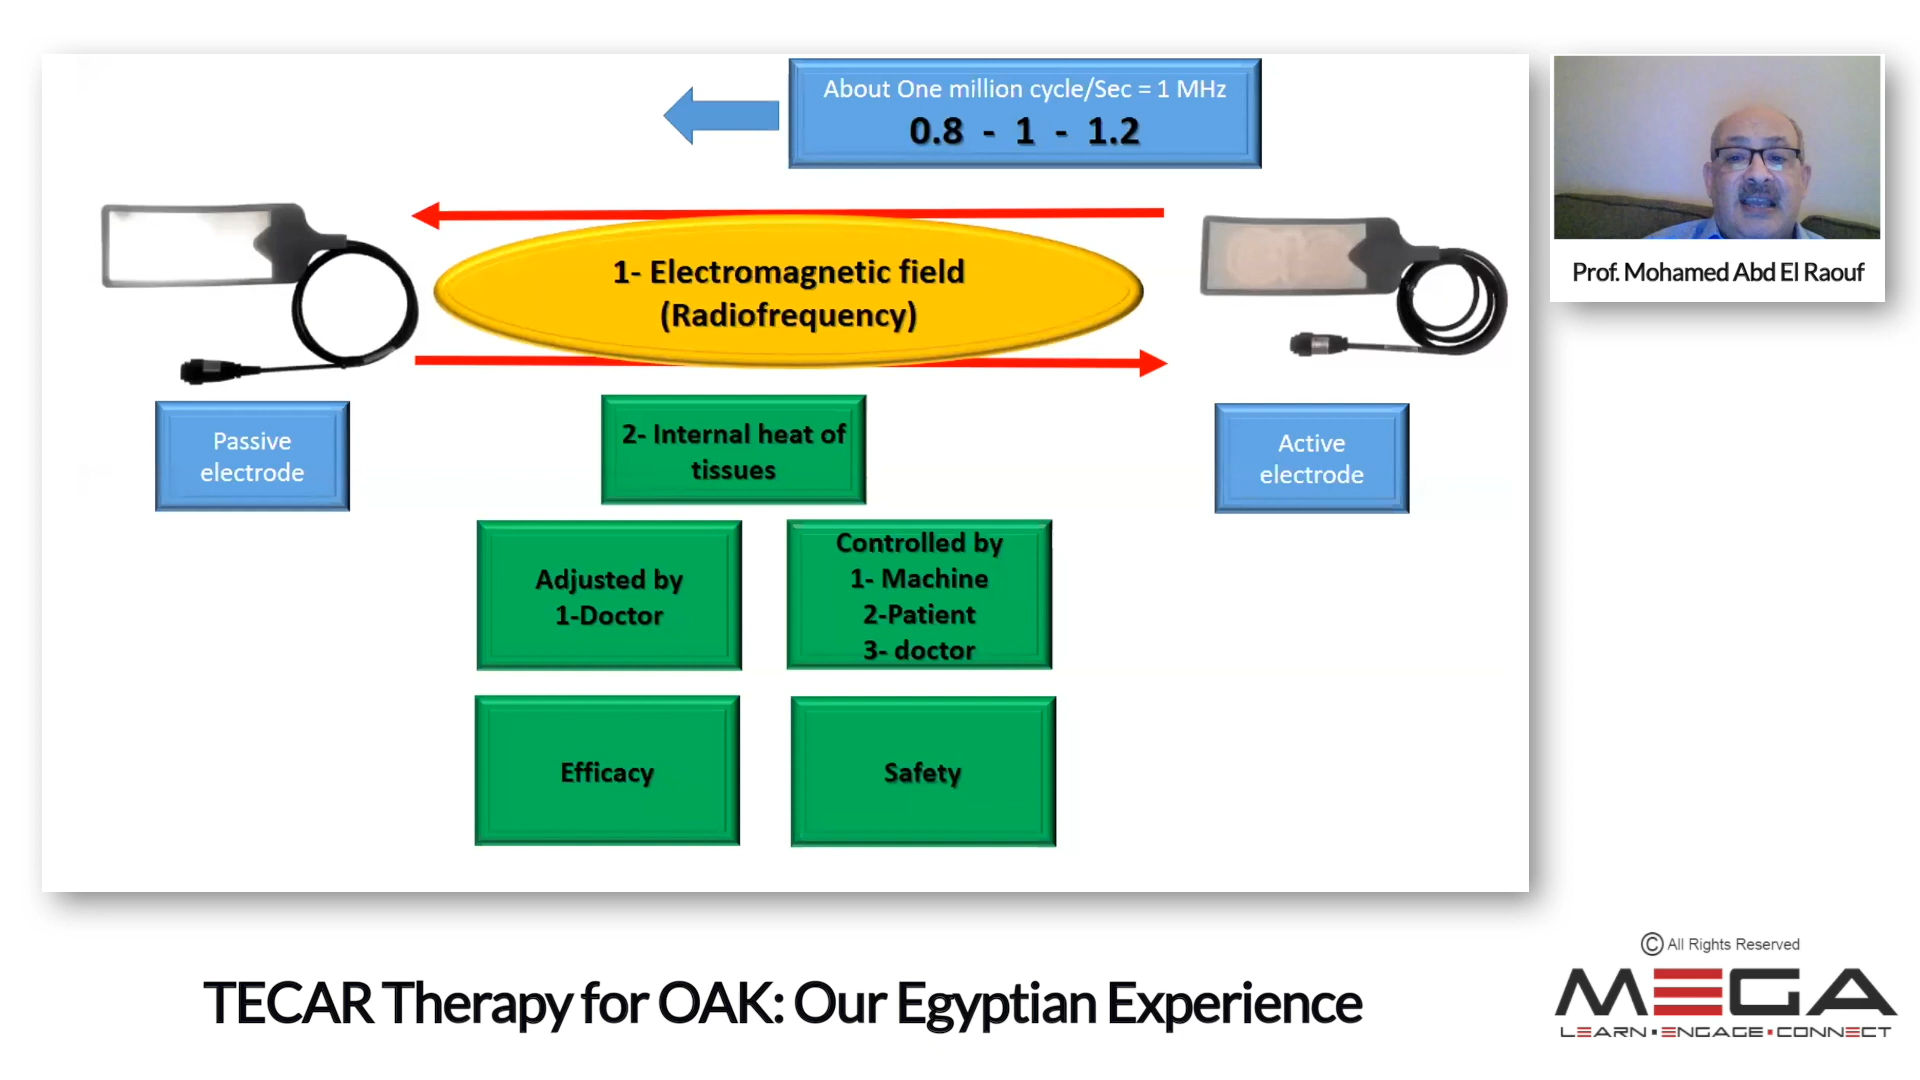 About One million cycle/Sec = 1 MHz
0.8 - 1 - 1.2
1- Electromagnetic field
(Radiofrequency)
Passive
electrode
2- Internal heat of
tissues
Active
electrode
Adjusted by
1-Doctor
Controlled by
1- Machine
2-Patient
3- doctor
Efficacy
Safety
Prof. Mohamed Abd El Raouf
TECAR Therapy for OAK: Our Egyptian Experience
© All Rights Reserved
MEGA
LEARN ▪ ENGAGE ▪ CONNECT